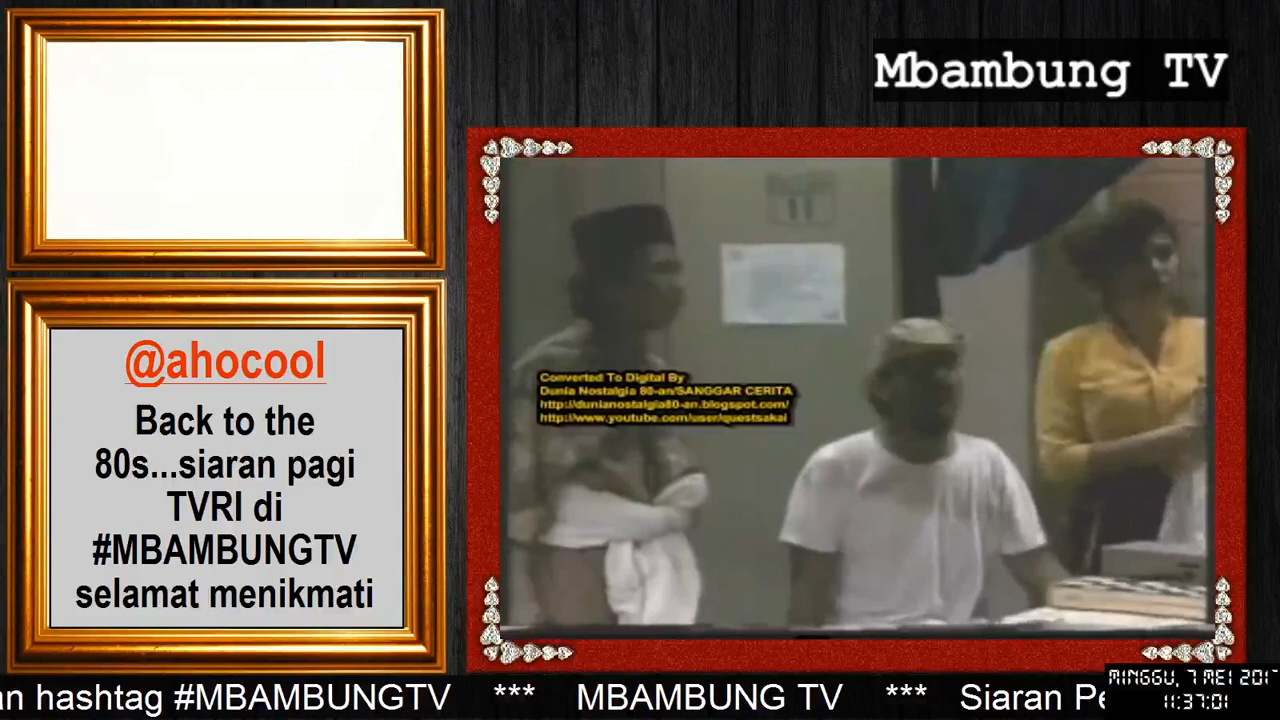 Mbambung TV
@ahocool
Back to the
80s...siaran pagi
TVRI di
#MBAMBUNGTV
selamat menikmati
Converted To Digital By
Dunia Nostalgia 80-an/SANGGAR CERITA
http://dunianostalgia80-an.blogspot.com/
http://www.youtube.com/user/questsakai
11
an hashtag #MBAMBUNGTV *** MBAMBUNG TV *** Siaran Pe
MINGGU, 7 MEI 2017
11:37:01